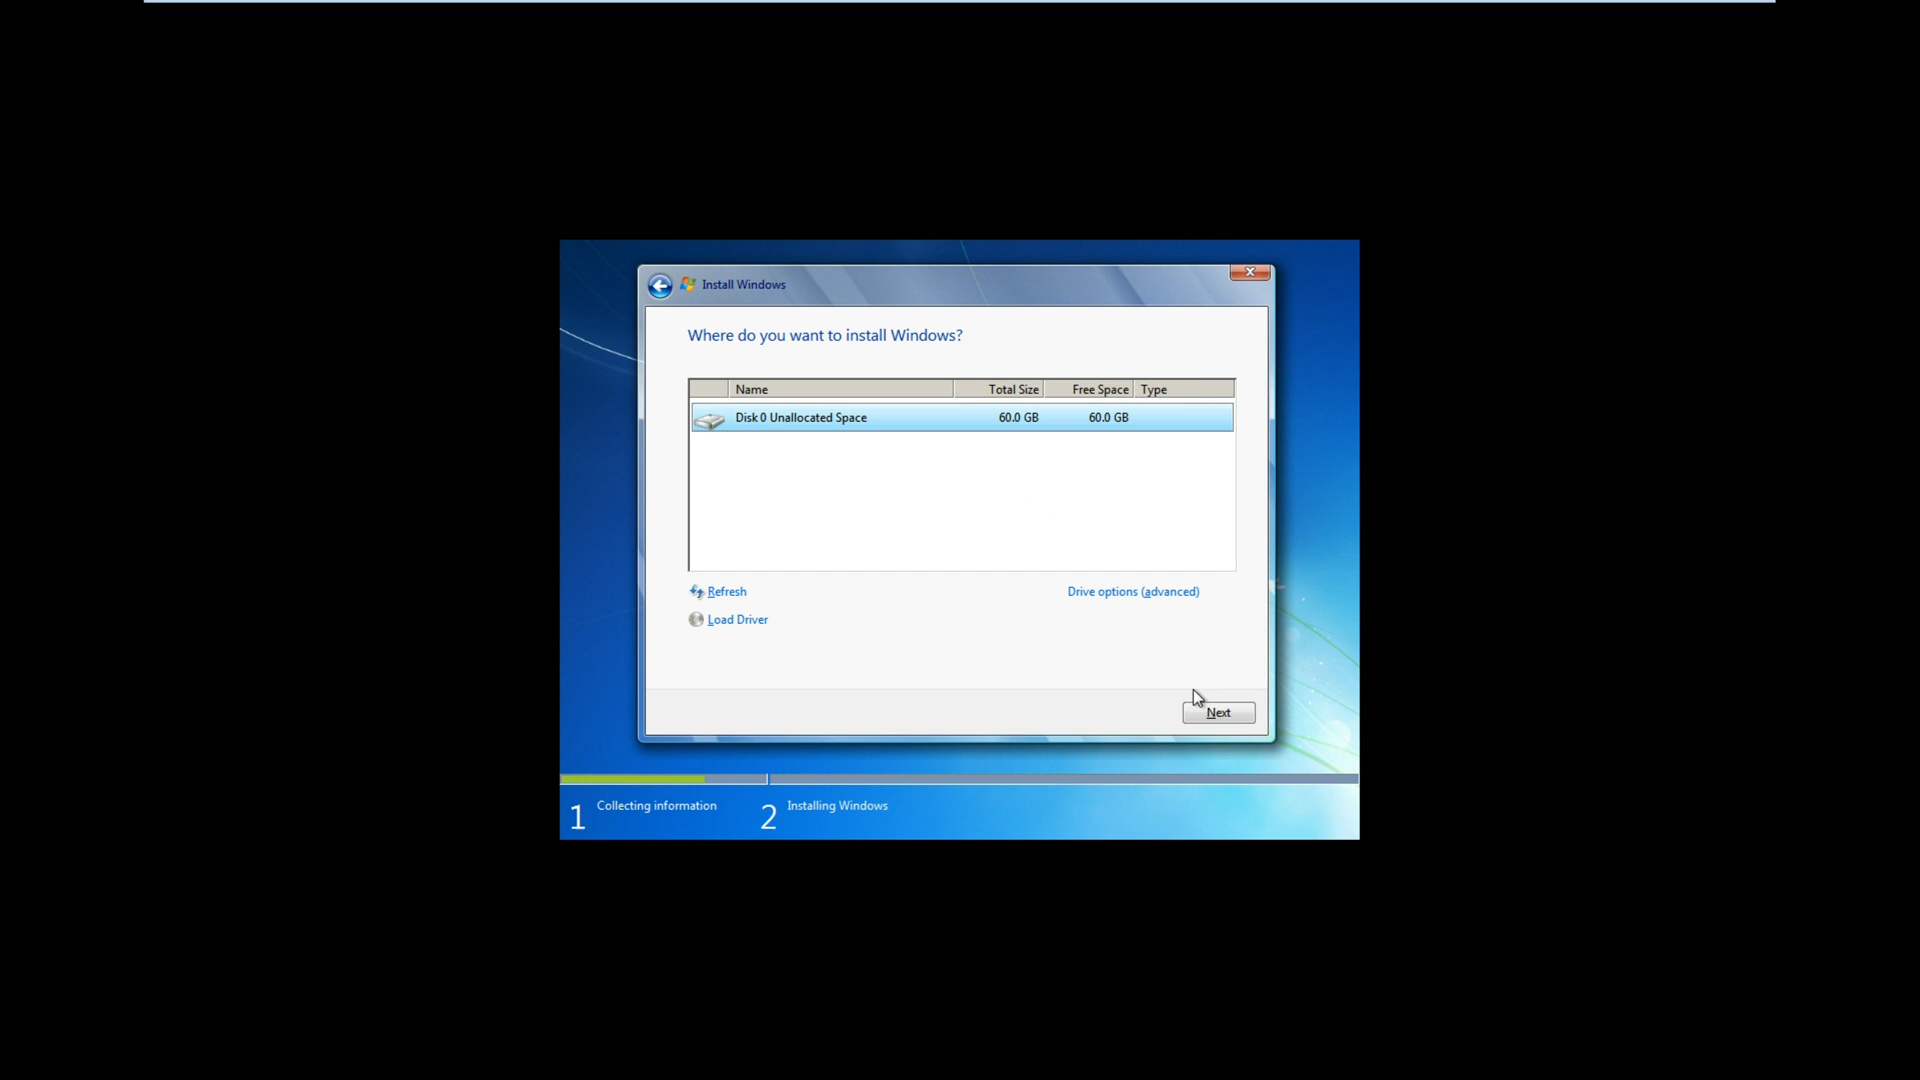 Install Windows
Where do you want to install Windows?
Name Total Size Free Space Type
Disk 0 Unallocated Space 60.0 GB 60.0 GB
Refresh Drive options (advanced)
Load Driver
Next
1 Collecting information 2 Installing Windows